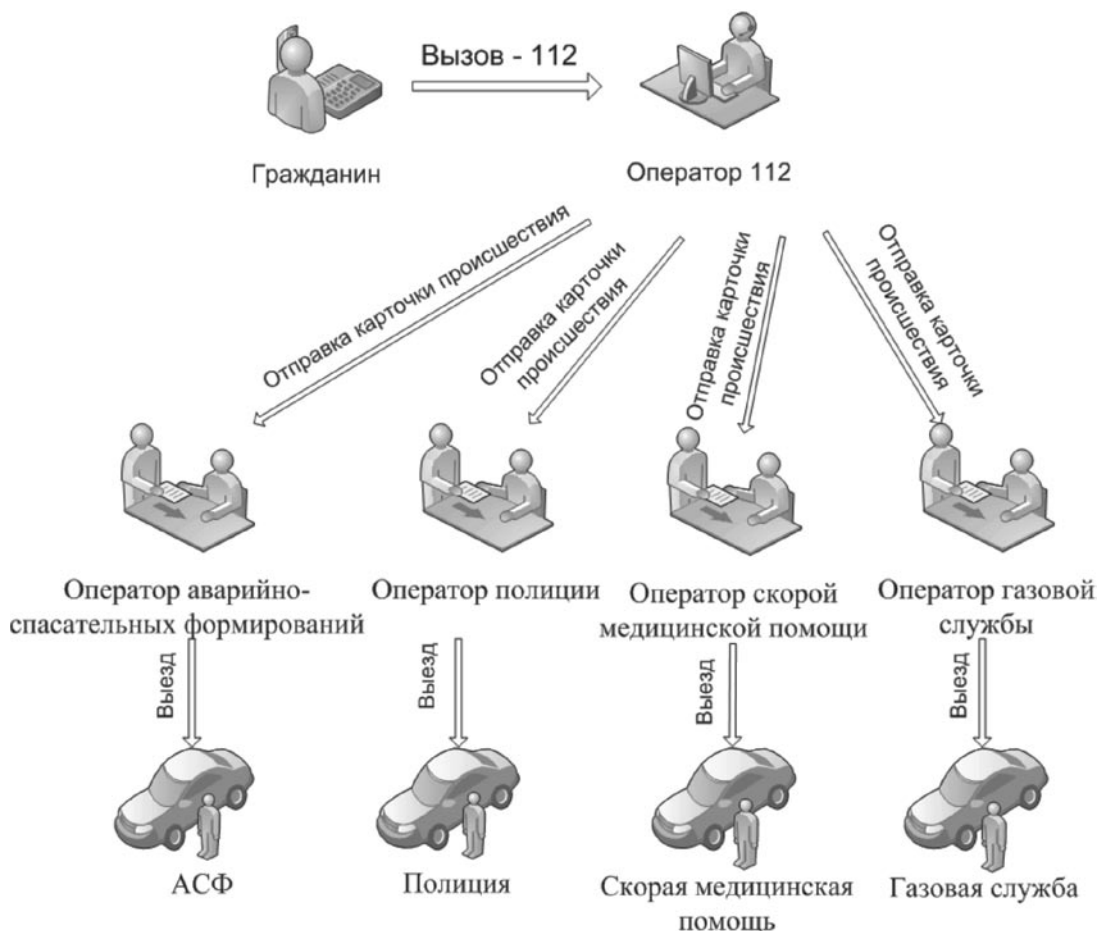 Вызов - 112
Гражданин
Оператор 112
Отправка карточки происшествия
Отправка карточки
происшествия
Отправка карточки
происшествия
Отправка карточки
происшествия
Оператор аварийно-
спасательных формирований
Оператор полиции
Оператор скорой
медицинской помощи
Оператор газовой
службы
Выезд
Выезд
Выезд
Выезд
АСФ
Полиция
Скорая медицинская
помощь
Газовая служба